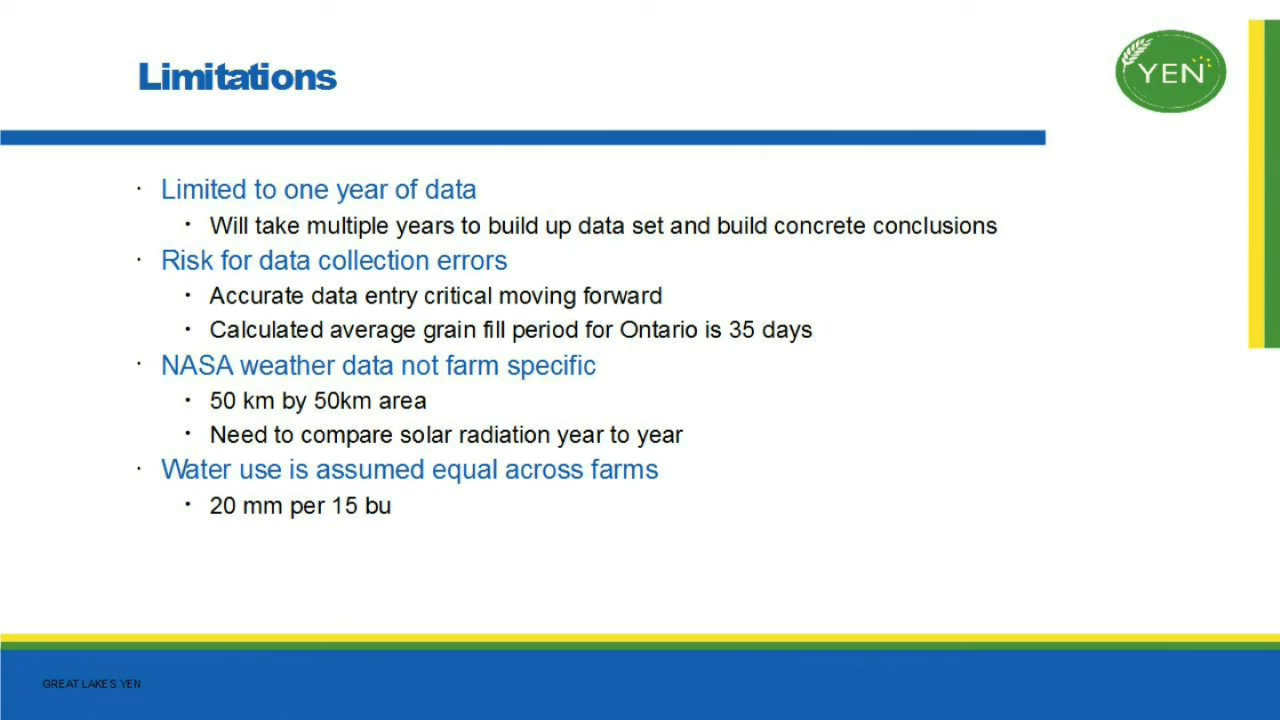 Limitations
YEN
· Limited to one year of data
· Will take multiple years to build up data set and build concrete conclusions
· Risk for data collection errors
· Accurate data entry critical moving forward
· Calculated average grain fill period for Ontario is 35 days
· NASA weather data not farm specific
· 50 km by 50km area
· Need to compare solar radiation year to year
· Water use is assumed equal across farms
· 20 mm per 15 bu
GREAT LAKES YEN